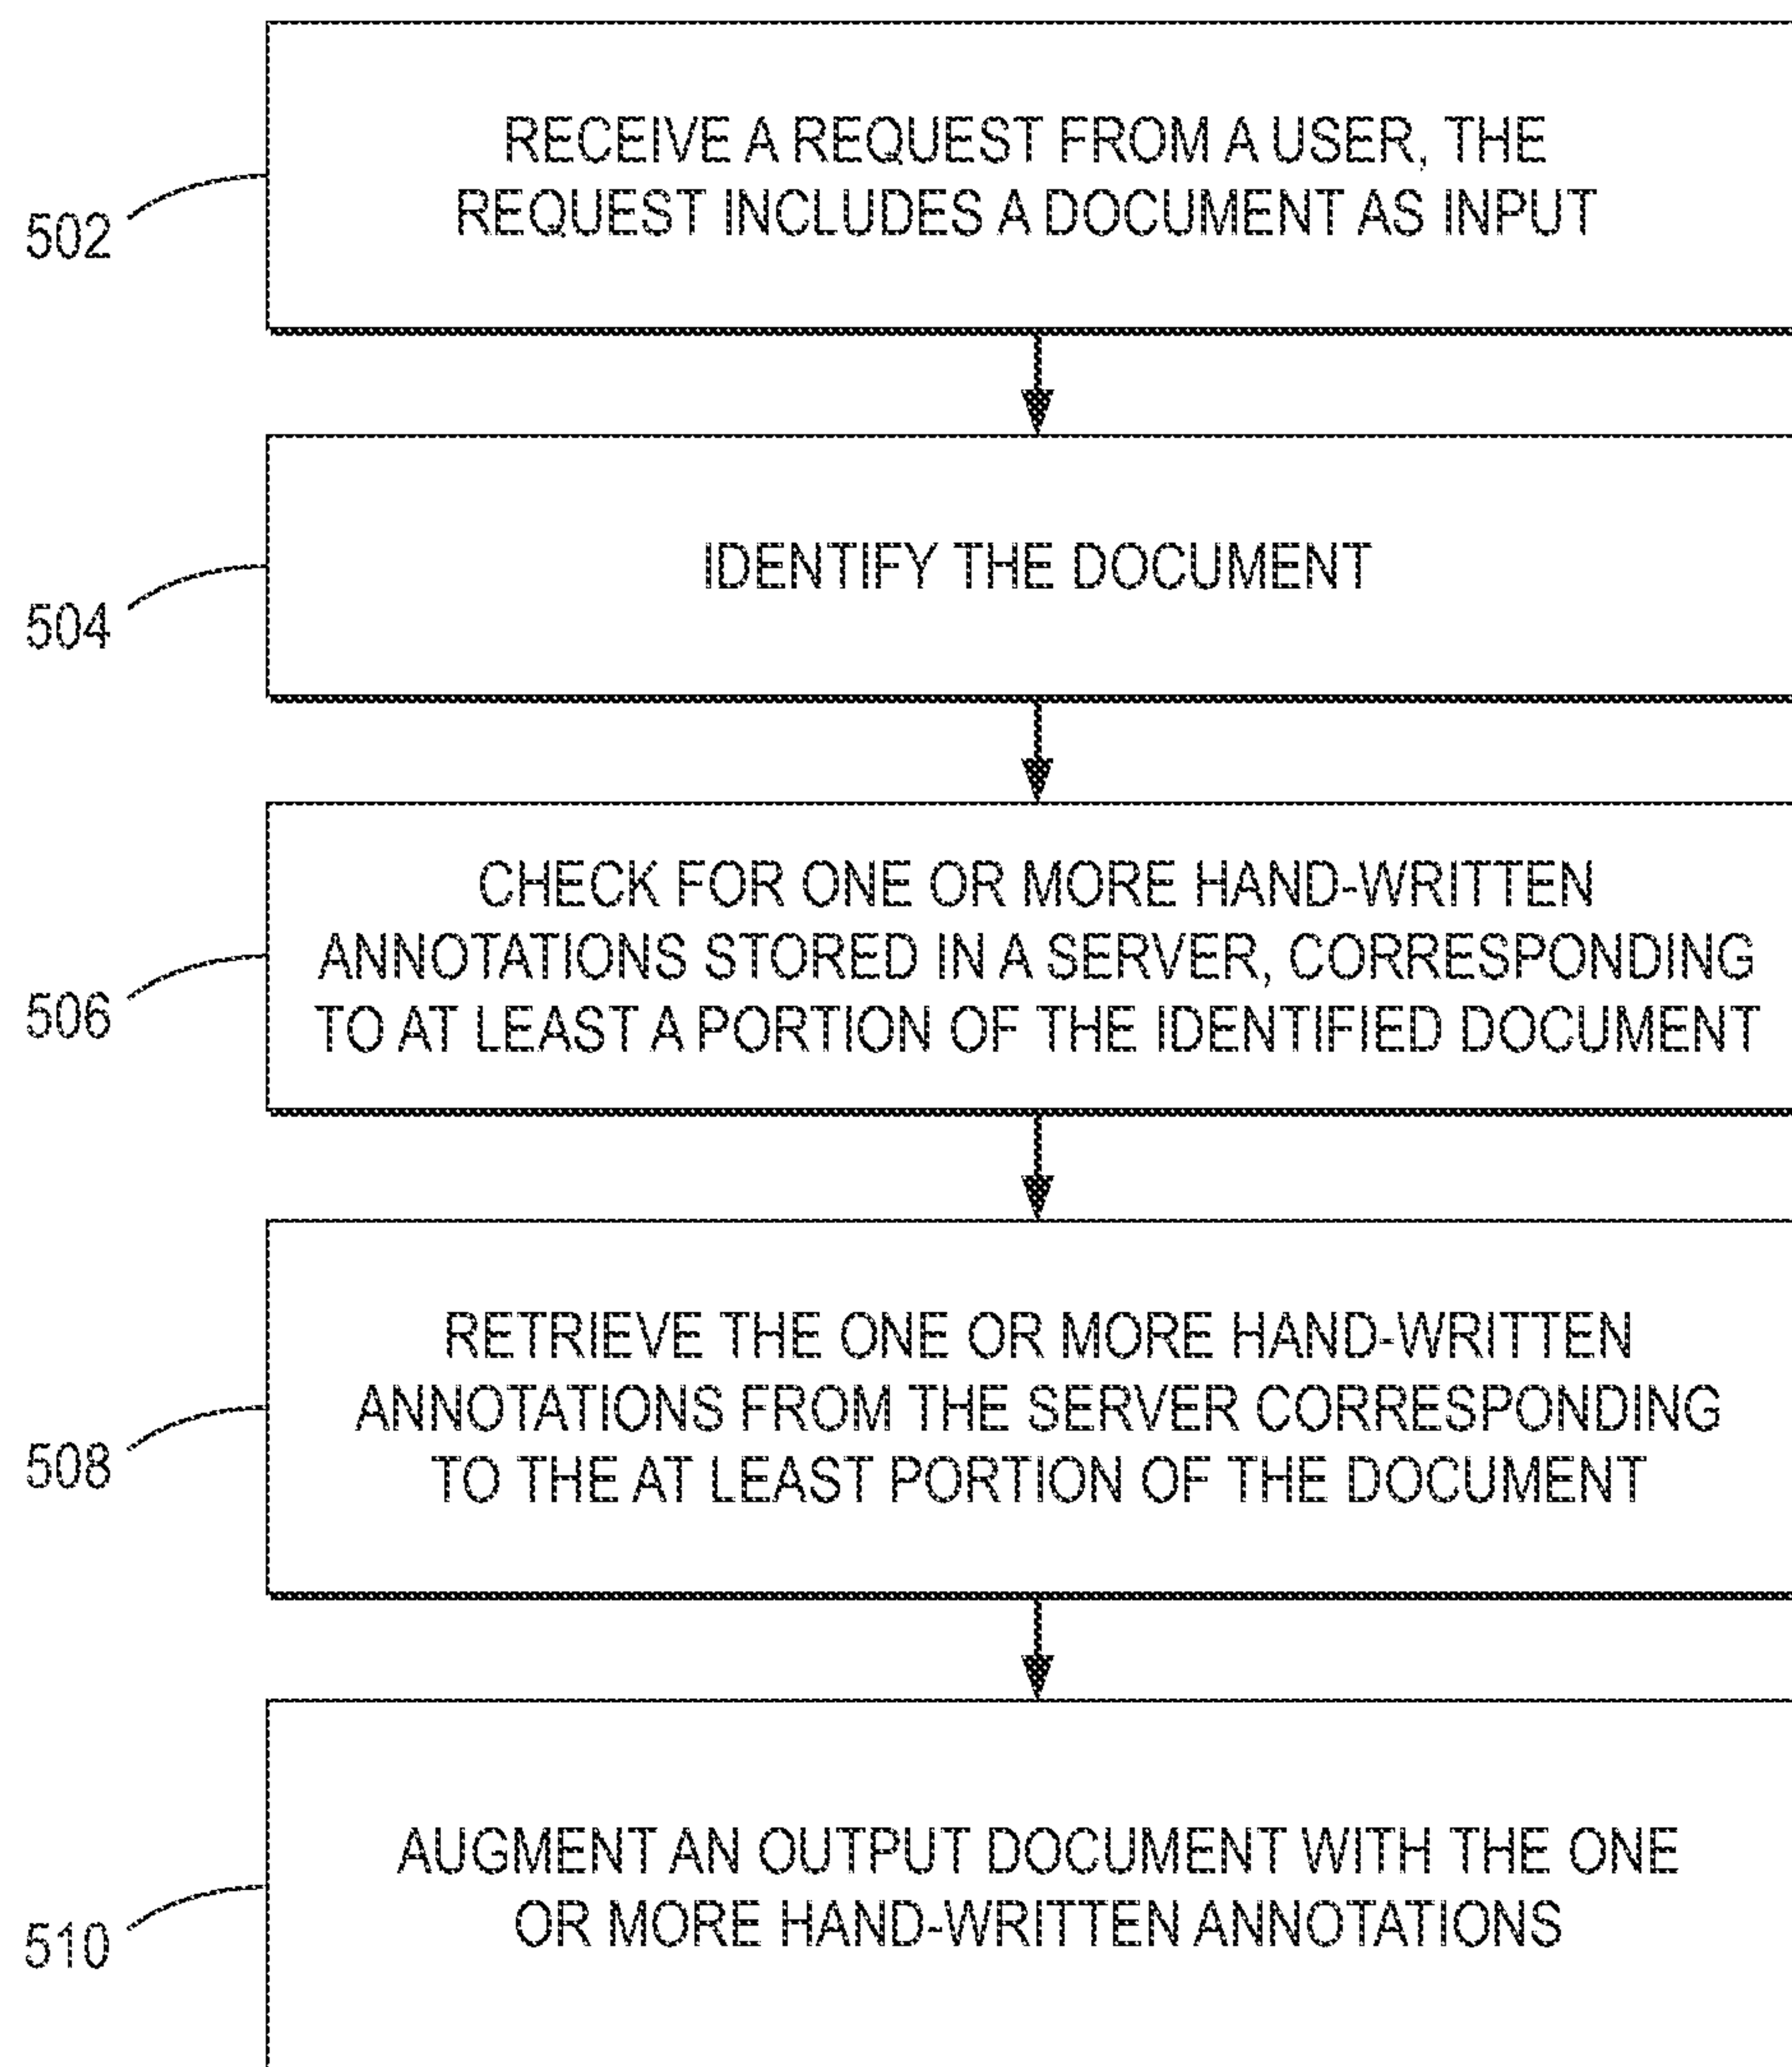 RECEIVE A REQUEST FROM A USER, THE
REQUEST INCLUDES A DOCUMENT AS INPUT
502
IDENTIFY THE DOCUMENT
504
CHECK FOR ONE OR MORE HAND-WRITTEN
ANNOTATIONS STORED IN A SERVER, CORRESPONDING
TO AT LEAST A PORTION OF THE IDENTIFIED DOCUMENT
506
RETRIEVE THE ONE OR MORE HAND-WRITTEN
ANNOTATIONS FROM THE SERVER CORRESPONDING
TO THE AT LEAST PORTION OF THE DOCUMENT
508
AUGMENT AN OUTPUT DOCUMENT WITH THE ONE
OR MORE HAND-WRITTEN ANNOTATIONS
510